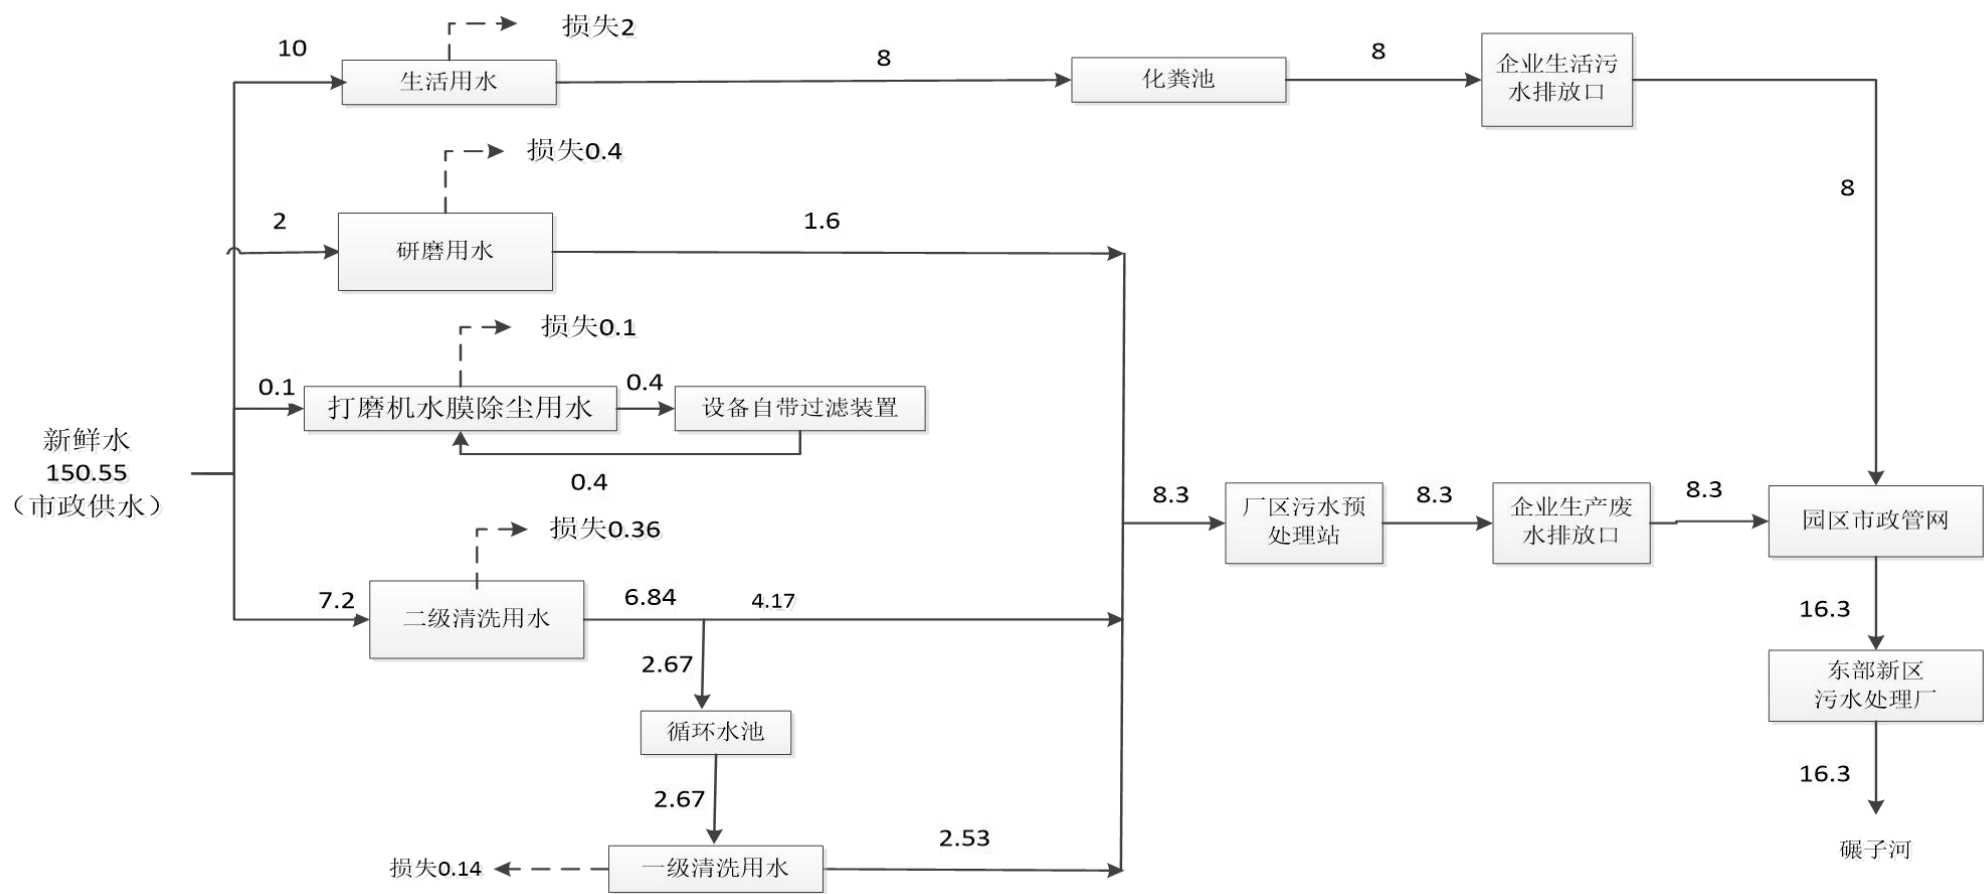 损失2
10
生活用水
8
化粪池
8
企业生活污
水排放口
8
损失0.4
2
研磨用水
1.6
损失0.1
0.1
打磨机水膜除尘用水
0.4
设备自带过滤装置
0.4
新鲜水
150.55
（市政供水）
损失0.36
7.2
二级清洗用水
6.84
4.17
2.67
循环水池
2.67
损失0.14
一级清洗用水
2.53
8.3
厂区污水预
处理站
8.3
企业生产废
水排放口
8.3
园区市政管网
16.3
东部新区
污水处理厂
16.3
碾子河